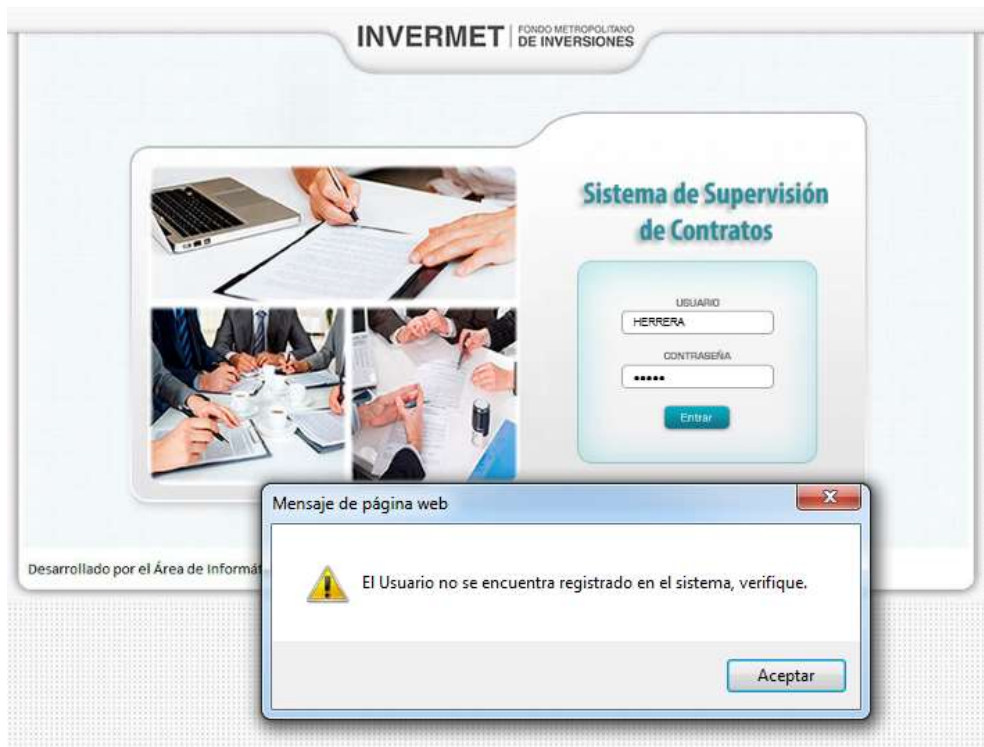 INVERMET FONDO METROPOLITANO
DE INVERSIONES
Sistema de Supervisión
de Contratos
USUARIO
HERRERA
CONTRASEÑA
•••••
Entrar
Mensaje de página web
El Usuario no se encuentra registrado en el sistema, verifique.
Aceptar
Desarrollado por el Área de Informát